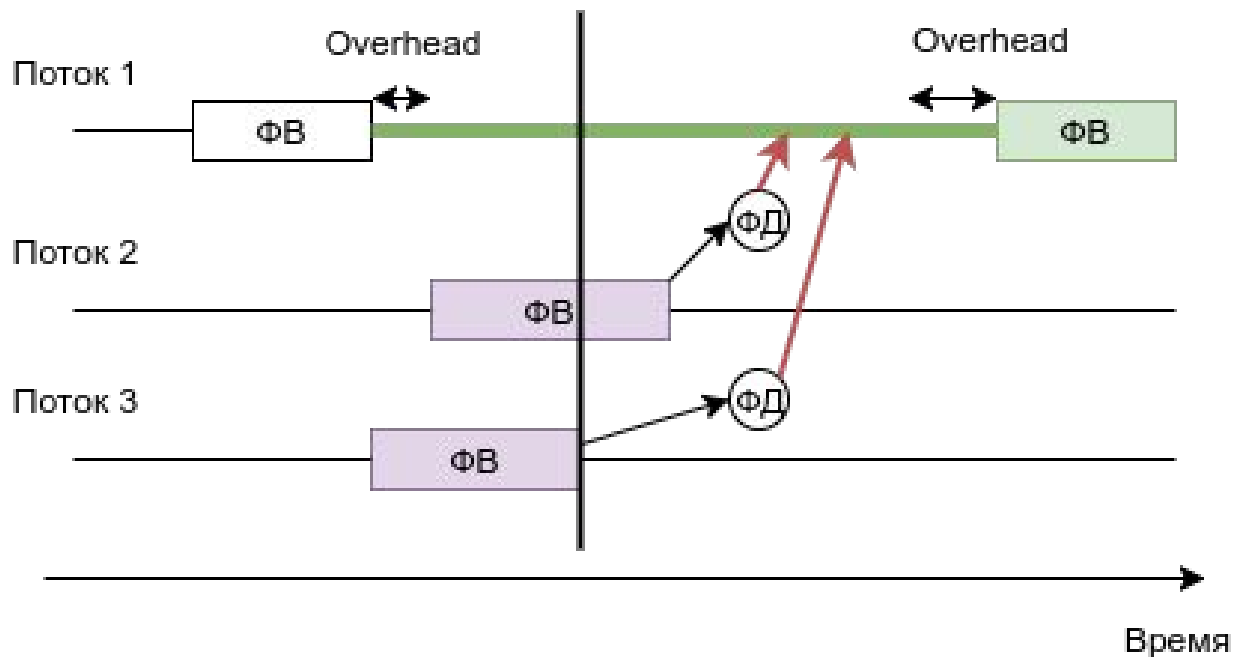 Overhead
Overhead
Поток 1
ФВ
ФВ
ФД
Поток 2
ФВ
ФД
Поток 3
ФВ
Время